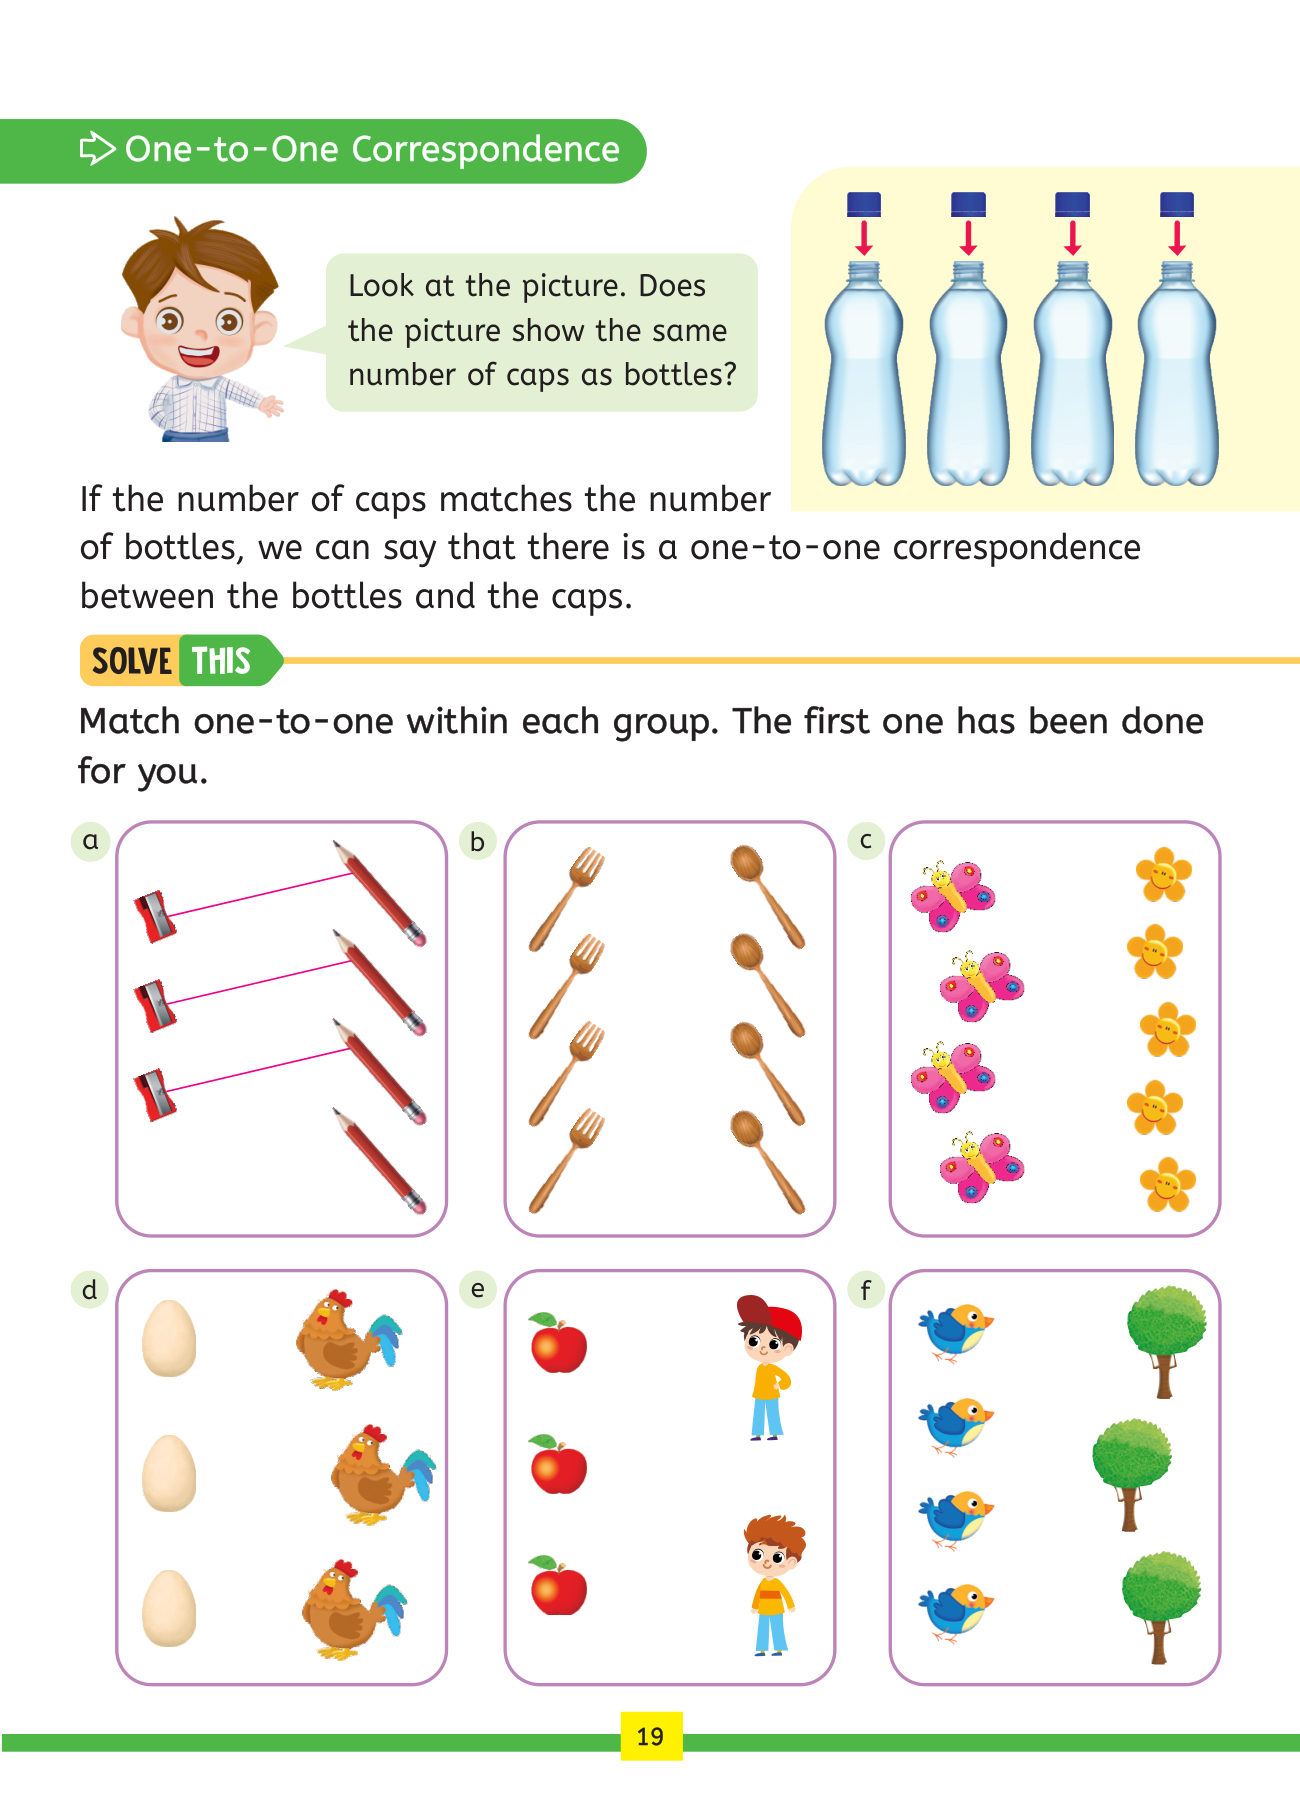 One-to-One Correspondence
Look at the picture. Does
the picture show the same
number of caps as bottles?
If the number of caps matches the number
of bottles, we can say that there is a one-to-one correspondence
between the bottles and the caps.
SOLVE THIS
Match one-to-one within each group. The first one has been done
for you.
a
b
c
d
e
f
19